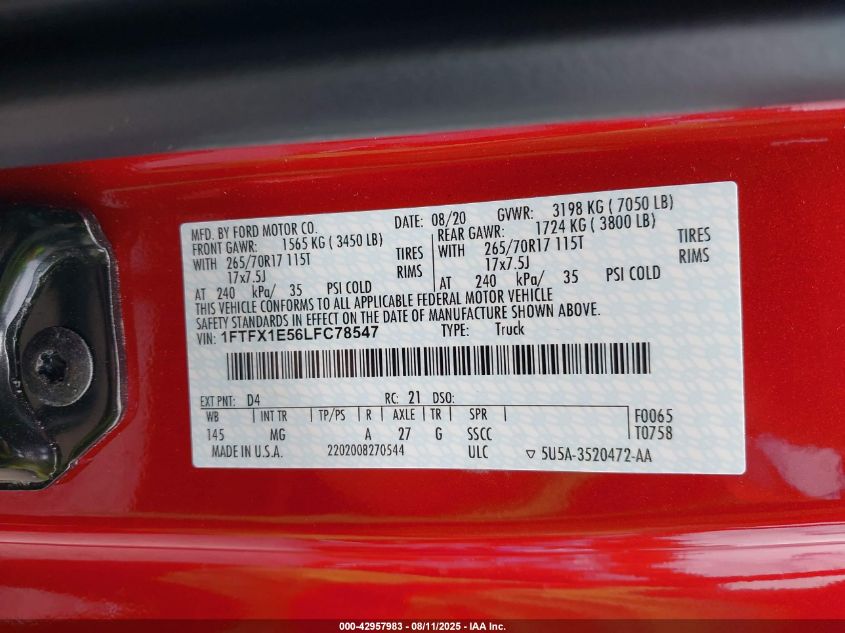 MFD. BY FORD MOTOR CO. DATE: 08/20 GVWR: 3198 KG ( 7050 LB)
FRONT GAWR: 1565 KG ( 3450 LB) REAR GAWR: 1724 KG ( 3800 LB)
WITH 265/70R17 115T TIRES WITH 265/70R17 115T TIRES
17x7.5J RIMS 17x7.5J RIMS
AT 240 kPa/ 35 PSI COLD AT 240 kPa/ 35 PSI COLD
THIS VEHICLE CONFORMS TO ALL APPLICABLE FEDERAL MOTOR VEHICLE
SAFETY STANDARDS IN EFFECT ON THE DATE OF MANUFACTURE SHOWN ABOVE.
VIN: 1FTFX1E56LFC78547 TYPE: Truck
EXT PNT: D4 RC: 21 DSO:
WB INT TR TP/PS R AXLE TR SPR F0065
145 MG A 27 G SSCC T0758
MADE IN U.S.A. 2202008270544 ULC ▽ 5U5A-3520472-AA
000-42957983 - 08/11/2025 - IAA Inc.